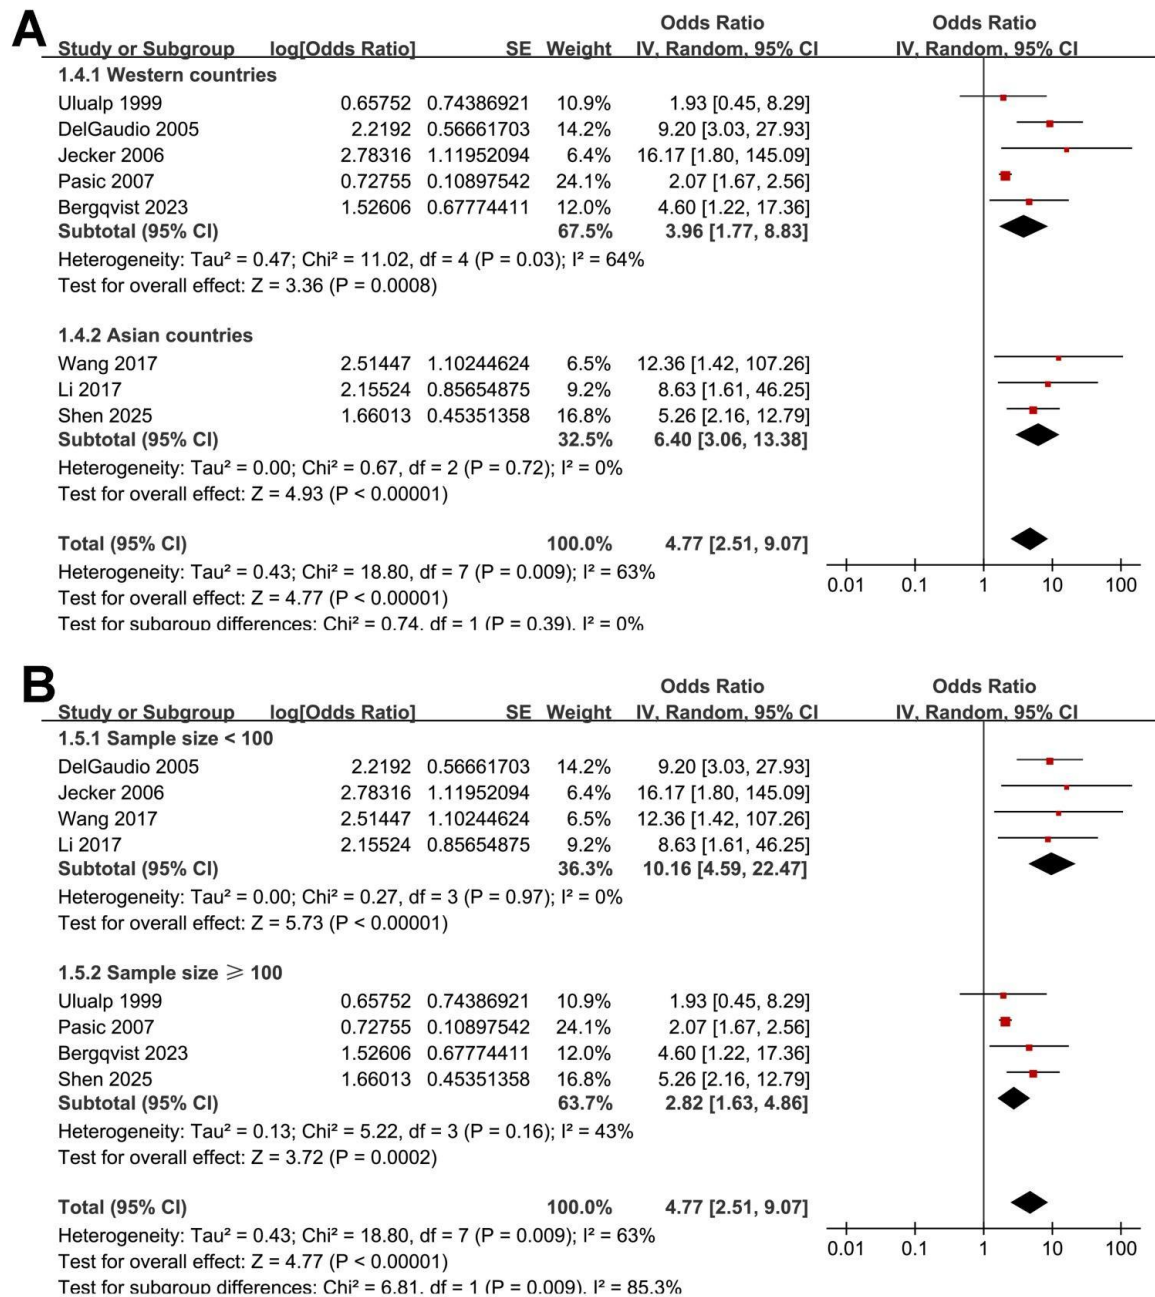 A
Odds Ratio Odds Ratio
Study or Subgroup log[Odds Ratio] SE Weight IV, Random, 95% CI IV, Random, 95% CI
1.4.1 Western countries
Ulualp 1999 0.65752 0.74386921 10.9% 1.93 [0.45, 8.29]
DelGaudio 2005 2.2192 0.56661703 14.2% 9.20 [3.03, 27.93]
Jecker 2006 2.78316 1.11952094 6.4% 16.17 [1.80, 145.09]
Pasic 2007 0.72755 0.10897542 24.1% 2.07 [1.67, 2.56]
Bergqvist 2023 1.52606 0.67774411 12.0% 4.60 [1.22, 17.36]
Subtotal (95% CI) 67.5% 3.96 [1.77, 8.83]
Heterogeneity: Tau² = 0.47; Chi² = 11.02, df = 4 (P = 0.03); I² = 64%
Test for overall effect: Z = 3.36 (P = 0.0008)
1.4.2 Asian countries
Wang 2017 2.51447 1.10244624 6.5% 12.36 [1.42, 107.26]
Li 2017 2.15524 0.85654875 9.2% 8.63 [1.61, 46.25]
Shen 2025 1.66013 0.45351358 16.8% 5.26 [2.16, 12.79]
Subtotal (95% CI) 32.5% 6.40 [3.06, 13.38]
Heterogeneity: Tau² = 0.00; Chi² = 0.67, df = 2 (P = 0.72); I² = 0%
Test for overall effect: Z = 4.93 (P < 0.00001)
Total (95% CI) 100.0% 4.77 [2.51, 9.07]
Heterogeneity: Tau² = 0.43; Chi² = 18.80, df = 7 (P = 0.009); I² = 63%
Test for overall effect: Z = 4.77 (P < 0.00001)
Test for subgroup differences: Chi² = 0.74, df = 1 (P = 0.39), I² = 0%
0.01 0.1 1 10 100
B
Odds Ratio Odds Ratio
Study or Subgroup log[Odds Ratio] SE Weight IV, Random, 95% CI IV, Random, 95% CI
1.5.1 Sample size < 100
DelGaudio 2005 2.2192 0.56661703 14.2% 9.20 [3.03, 27.93]
Jecker 2006 2.78316 1.11952094 6.4% 16.17 [1.80, 145.09]
Wang 2017 2.51447 1.10244624 6.5% 12.36 [1.42, 107.26]
Li 2017 2.15524 0.85654875 9.2% 8.63 [1.61, 46.25]
Subtotal (95% CI) 36.3% 10.16 [4.59, 22.47]
Heterogeneity: Tau² = 0.00; Chi² = 0.27, df = 3 (P = 0.97); I² = 0%
Test for overall effect: Z = 5.73 (P < 0.00001)
1.5.2 Sample size ⩾ 100
Ulualp 1999 0.65752 0.74386921 10.9% 1.93 [0.45, 8.29]
Pasic 2007 0.72755 0.10897542 24.1% 2.07 [1.67, 2.56]
Bergqvist 2023 1.52606 0.67774411 12.0% 4.60 [1.22, 17.36]
Shen 2025 1.66013 0.45351358 16.8% 5.26 [2.16, 12.79]
Subtotal (95% CI) 63.7% 2.82 [1.63, 4.86]
Heterogeneity: Tau² = 0.13; Chi² = 5.22, df = 3 (P = 0.16); I² = 43%
Test for overall effect: Z = 3.72 (P = 0.0002)
Total (95% CI) 100.0% 4.77 [2.51, 9.07]
Heterogeneity: Tau² = 0.43; Chi² = 18.80, df = 7 (P = 0.009); I² = 63%
Test for overall effect: Z = 4.77 (P < 0.00001)
Test for subgroup differences: Chi² = 6.81, df = 1 (P = 0.009), I² = 85.3%
0.01 0.1 1 10 100